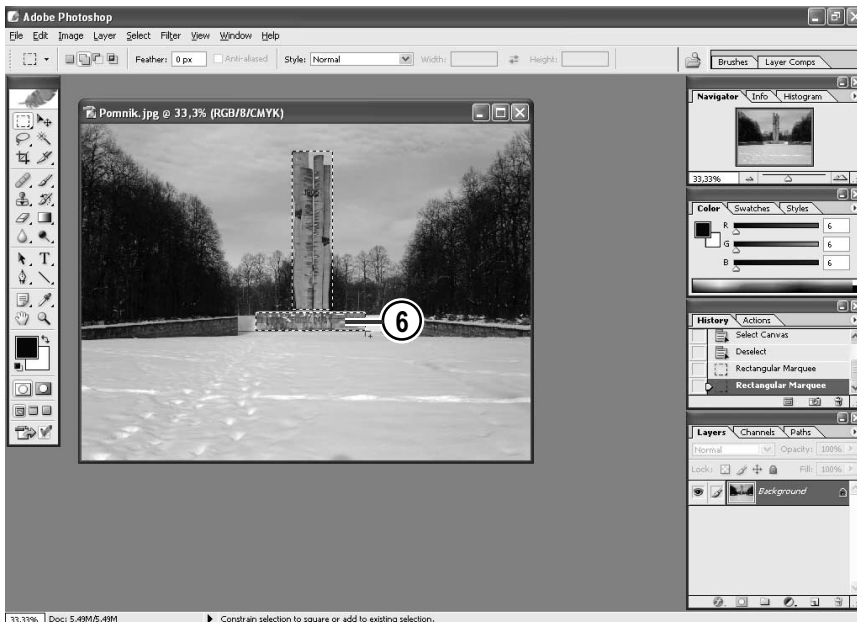 Adobe Photoshop
File Edit Image Layer Select Filter View Window Help
Feather: 0 px Anti-aliased Style: Normal Width: Height: Brushes Layer Comps
Pomnik.jpg @ 33,3% (RGB/8/CMYK)
Navigator Info Histogram
33,33%
Color Swatches Styles
R 6
G 6
B 6
6
History Actions
Select Canvas
Deselect
Rectangular Marquee
Rectangular Marquee
Layers Channels Paths
Normal Opacity: 100%
Lock: Fill: 100%
Background
33,33% Doc: 5,49M/5,49M Constrain selection to square or add to existing selection.